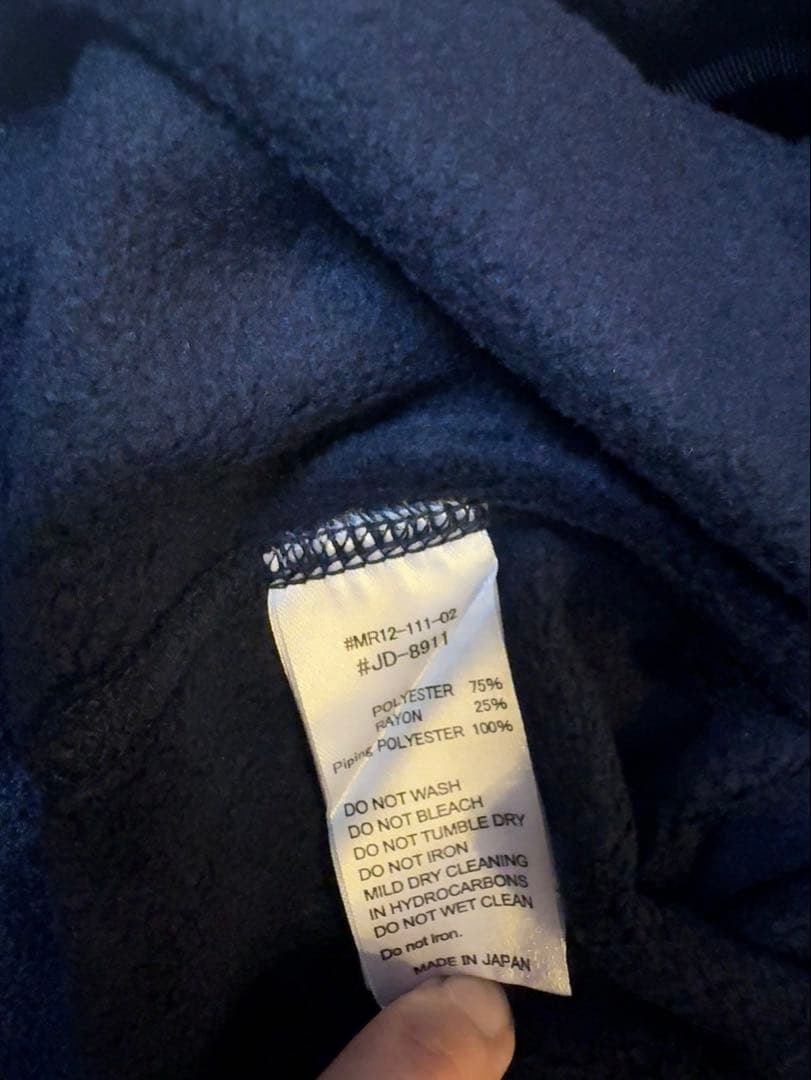 #MR12-111-02
#JD-8911
POLYESTER 75%
RAYON 25%
Piping POLYESTER 100%
DO NOT WASH
DO NOT BLEACH
DO NOT TUMBLE DRY
DO NOT IRON
MILD DRY CLEANING
IN HYDROCARBONS
DO NOT WET CLEAN
Do not iron.
MADE IN JAPAN